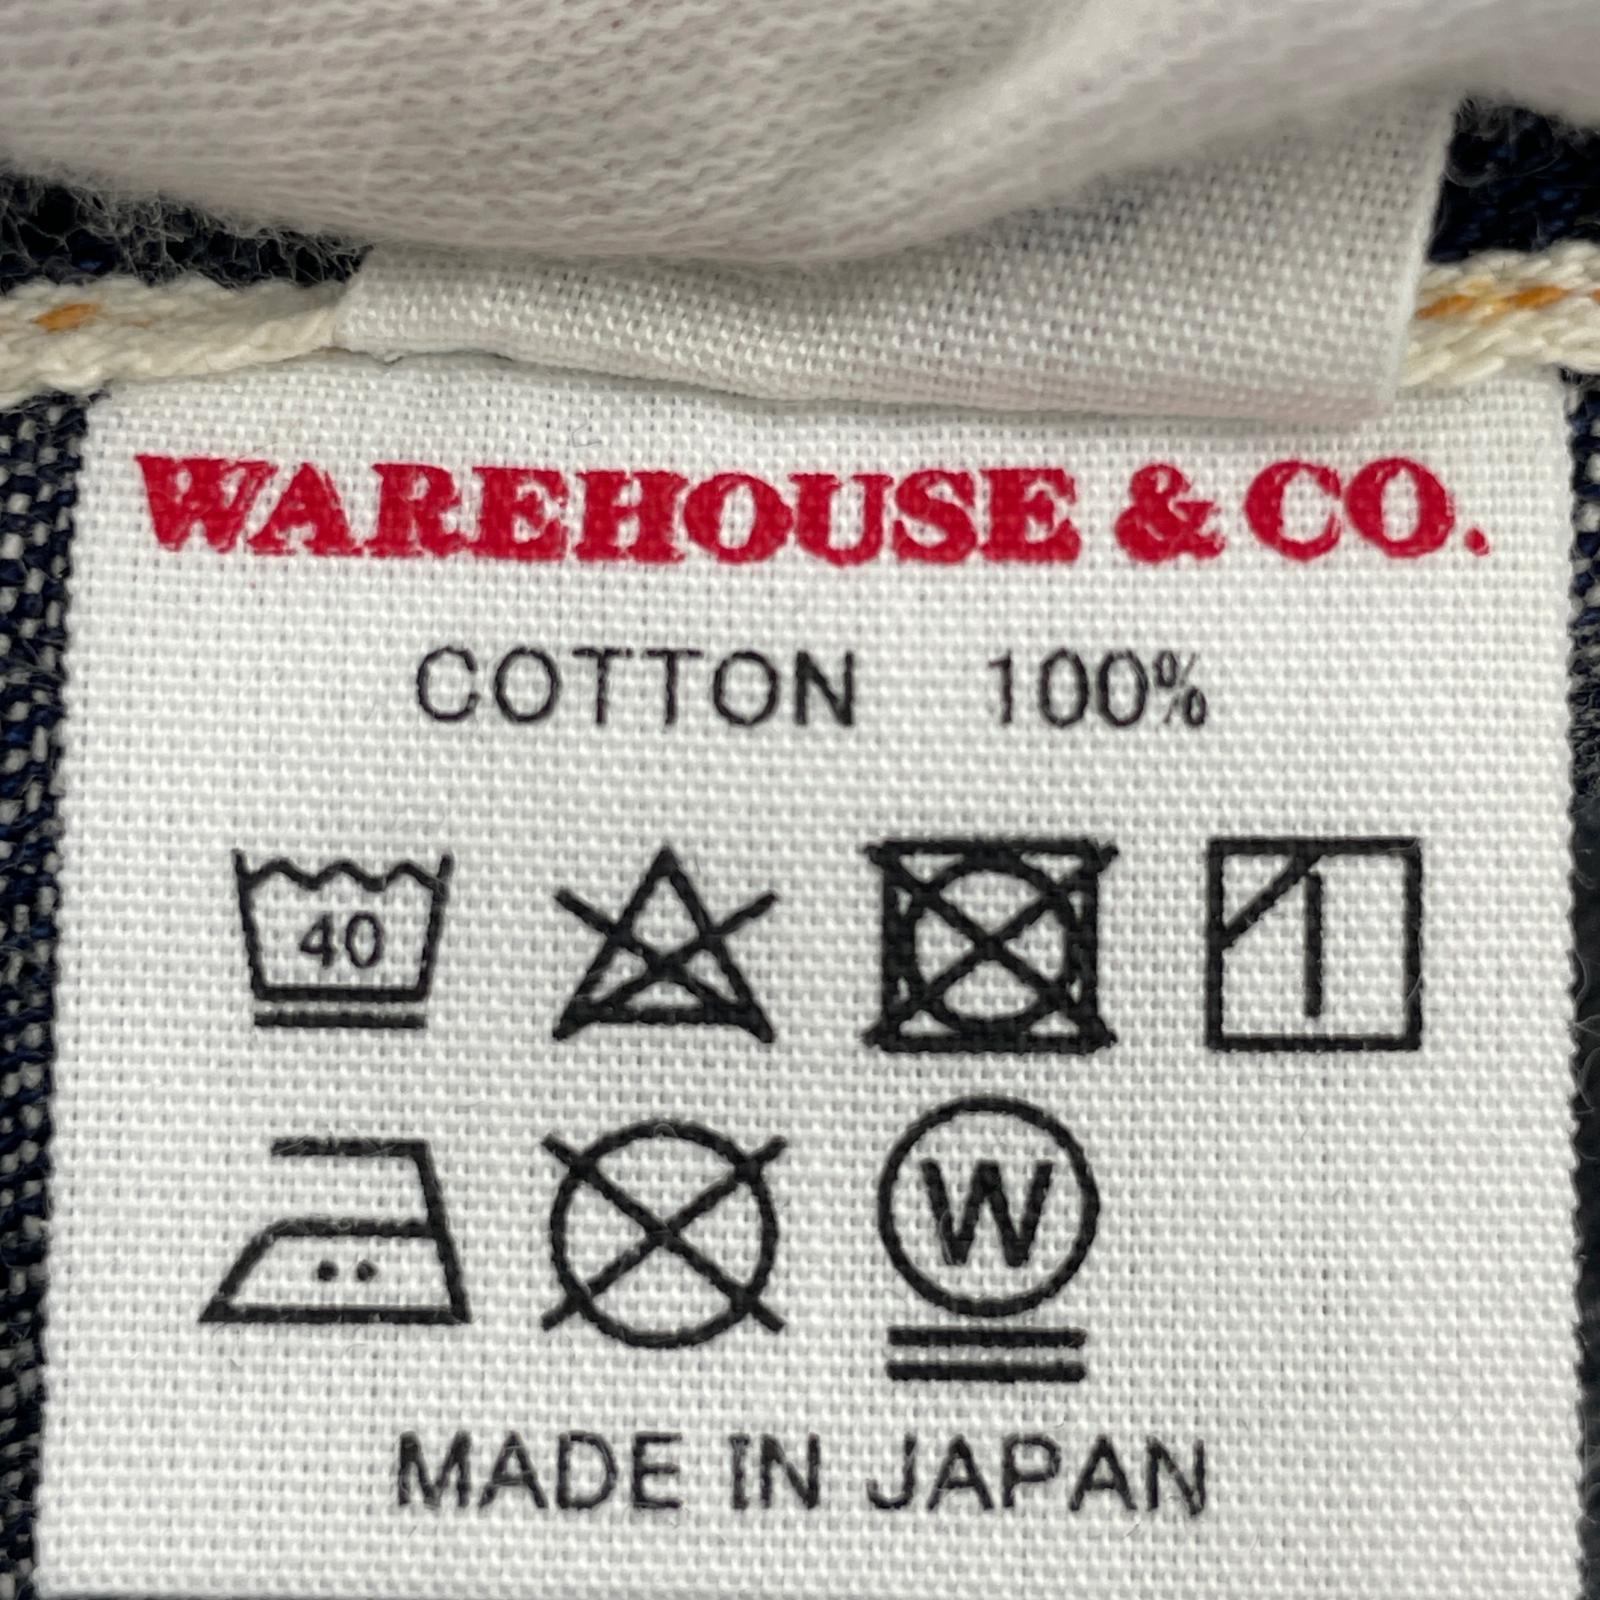 WAREHOUSE & CO.
COTTON 100%
40
W
MADE IN JAPAN